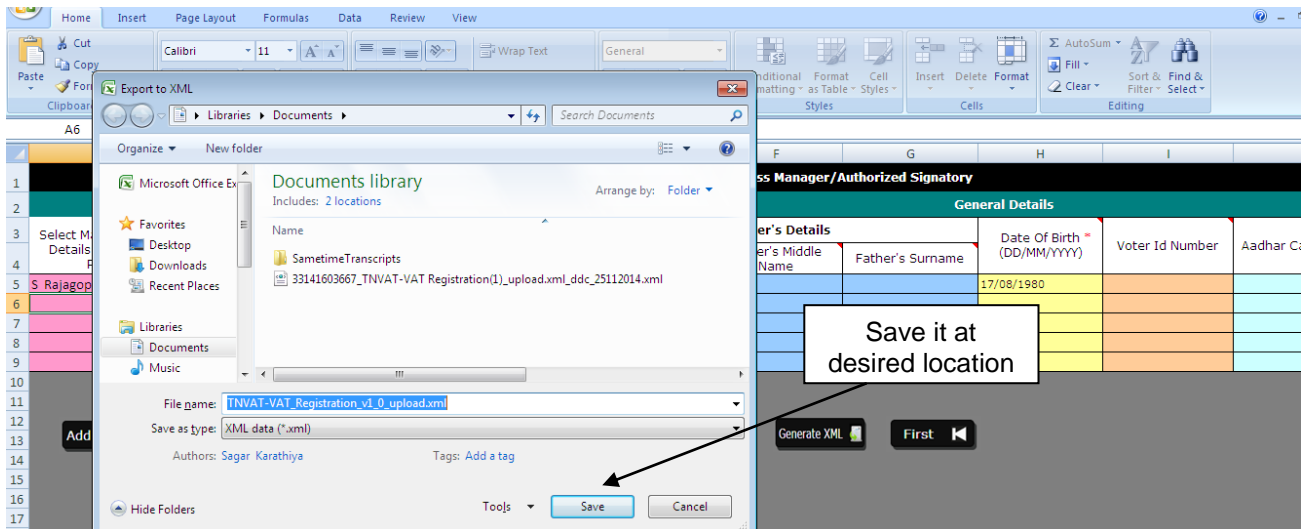 Home Insert Page Layout Formulas Data Review View
Cut
Copy
Paste
Clipboar
Calibri 11 A A
Wrap Text
General
Format as Table
Cell Styles
Styles
Insert Delete Format
Cells
Σ AutoSum
Fill
Clear
Sort & Filter
Find & Select
Editing
A6
Export to XML
Libraries Documents
Search Documents
Organize New folder
Microsoft Office Ex
Favorites
Desktop
Downloads
Recent Places
Libraries
Documents
Music
Documents library
Includes: 2 locations
Arrange by: Folder
Name
SametimeTranscripts
33141603667_TNVAT-VAT Registration(1)_upload.xml_ddc_25112014.xml
File name: TNVAT-VAT_Registration_v1_0_upload.xml
Save as type: XML data (*.xml)
Authors: Sagar Karathiya Tags: Add a tag
Hide Folders
Tools Save Cancel
F G H I
1 ss Manager/Authorized Signatory
2 General Details
3 Select Ma er's Details
Details
4 er's Middle Name
Father's Surname
Date Of Birth *
(DD/MM/YYYY)
Voter Id Number
Aadhar Ca
5 S Rajagop 17/08/1980
6
7
8
9
10
11
12
13
14
15
16
17
Save it at
desired location
Add
Generate XML
First